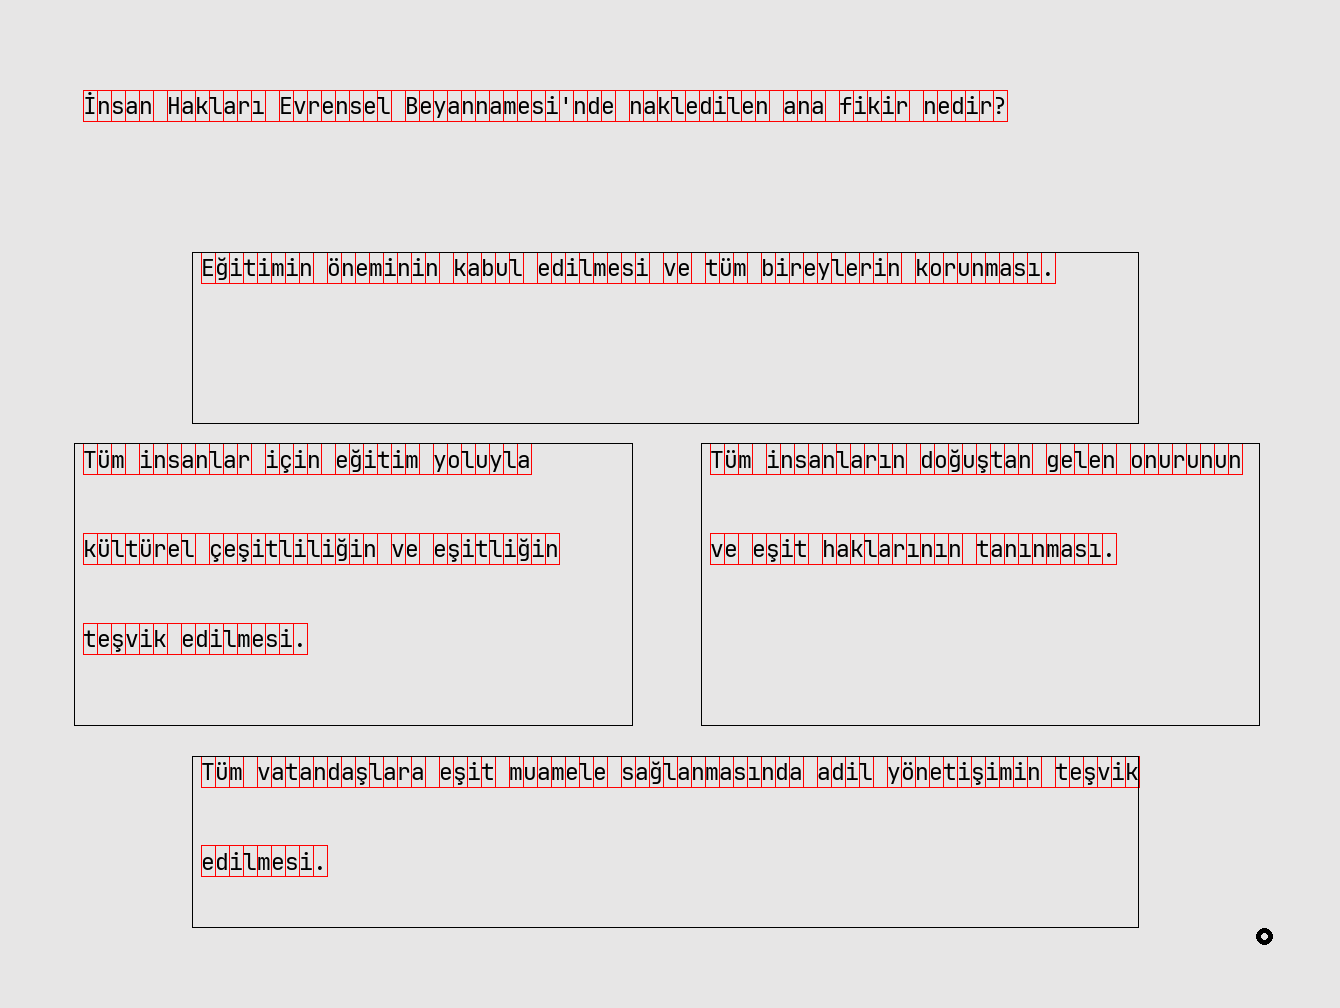 İnsan Hakları Evrensel Beyannamesi'nde nakledilen ana fikir nedir?
Eğitimin öneminin kabul edilmesi ve tüm bireylerin korunması.
Tüm insanlar için eğitim yoluyla
kültürel çeşitliliğin ve eşitliğin
teşvik edilmesi.
Tüm insanların doğuştan gelen onurunun
ve eşit haklarının tanınması.
Tüm vatandaşlara eşit muamele sağlanmasında adil yönetişimin teşvik
edilmesi.